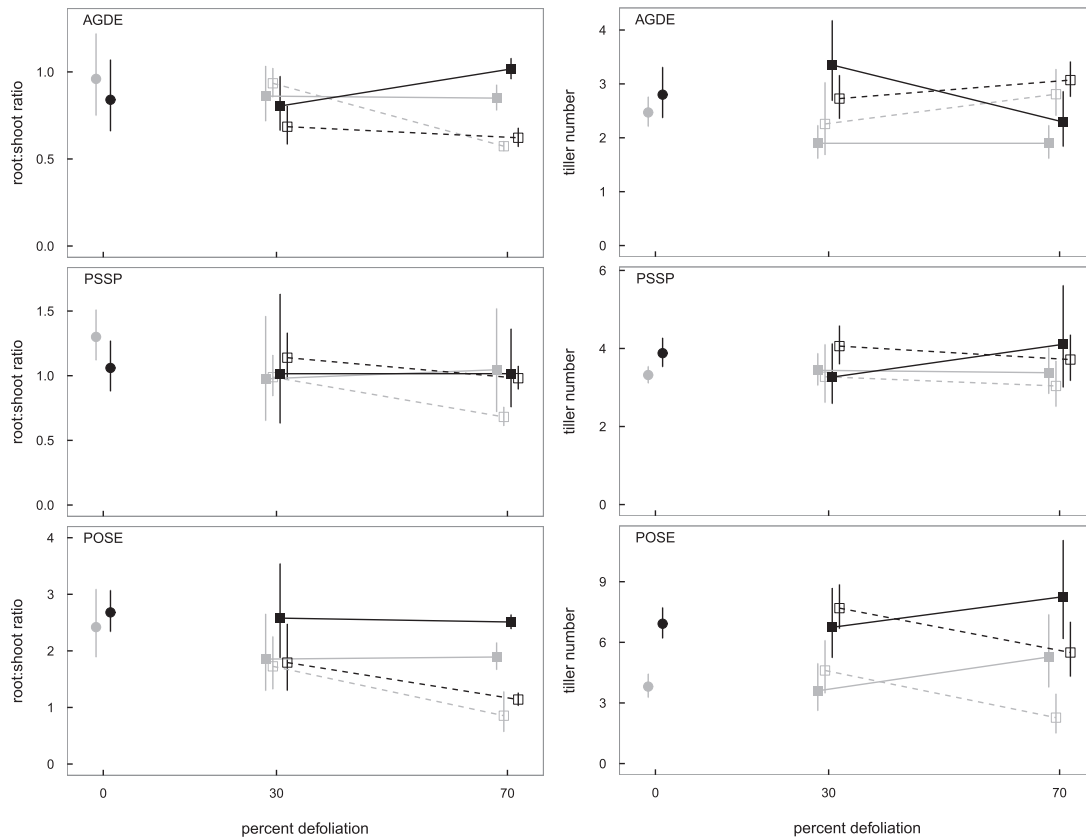 AGDE
root:shoot ratio
1.0
0.5
0.0
AGDE
tiller number
4
3
2
1
0
PSSP
root:shoot ratio
1.5
1.0
0.5
0.0
PSSP
tiller number
6
4
2
0
POSE
root:shoot ratio
4
3
2
1
0
0
30
70
percent defoliation
POSE
tiller number
9
6
3
0
0
30
70
percent defoliation